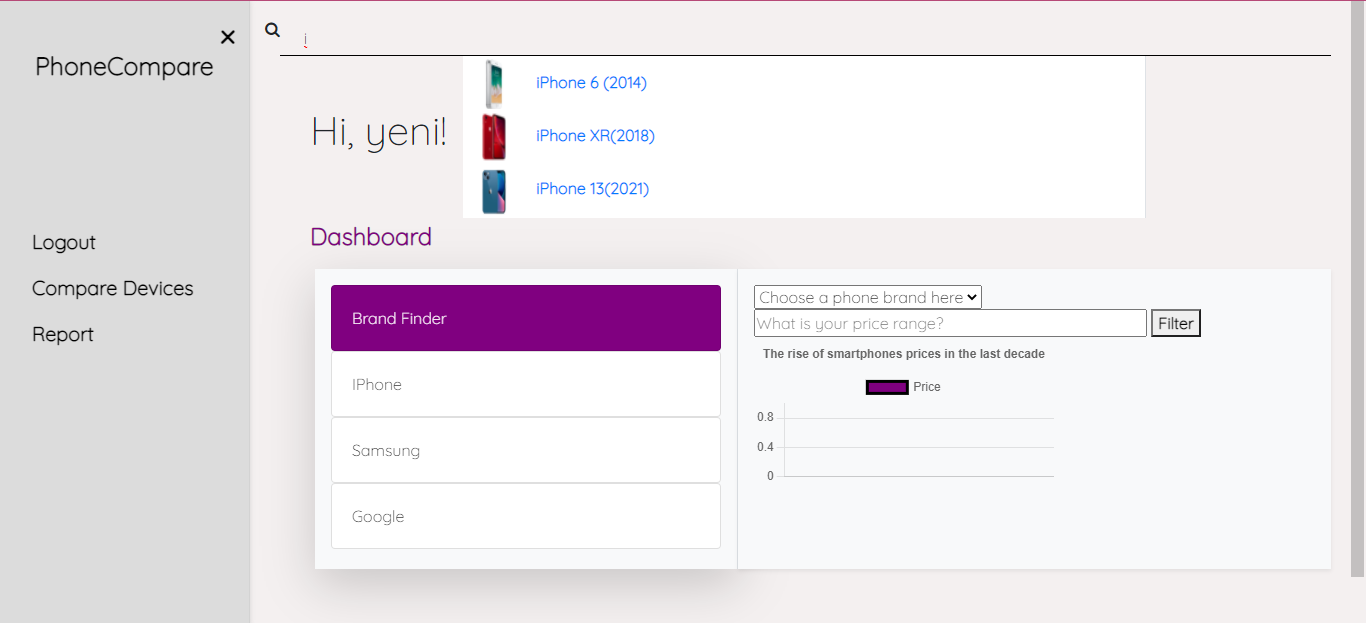 PhoneCompare
Logout
Compare Devices
Report
i
iPhone 6 (2014)
iPhone XR(2018)
iPhone 13(2021)
Hi, yeni!
Dashboard
Brand Finder
IPhone
Samsung
Google
Choose a phone brand here
What is your price range?
Filter
The rise of smartphones prices in the last decade
Price
0.8
0.4
0